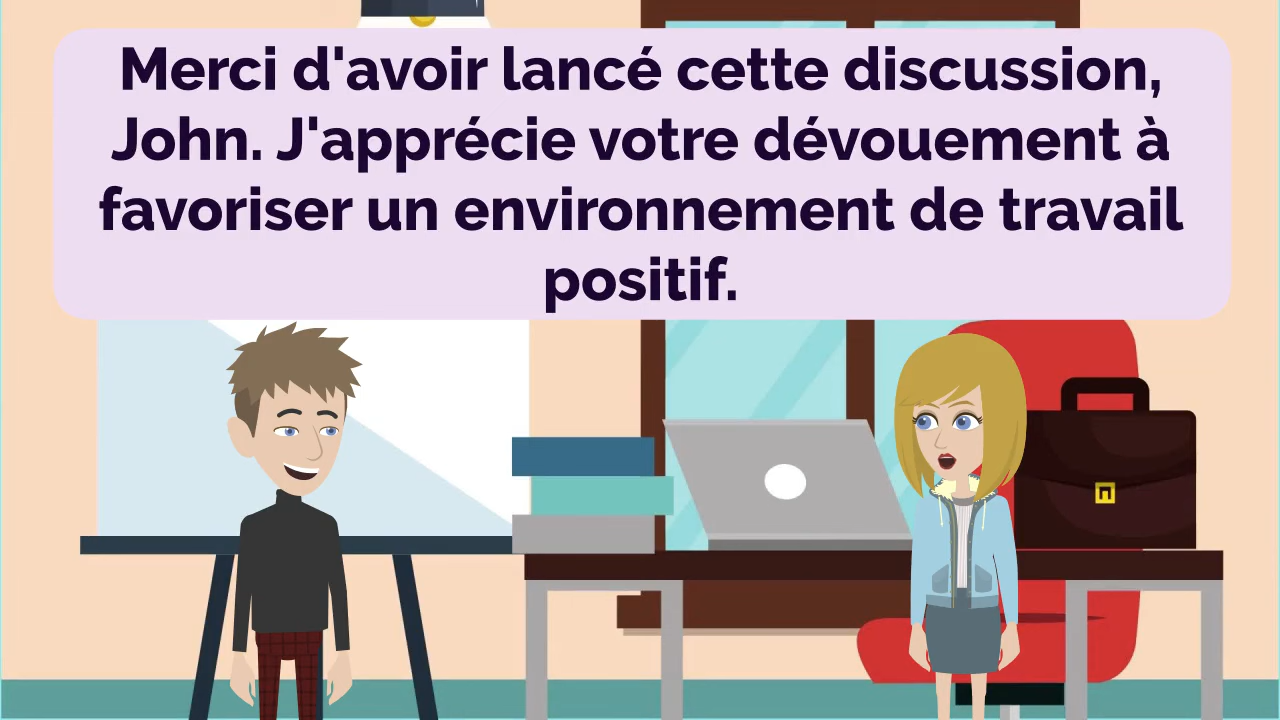 Merci d'avoir lancé cette discussion,
John. J'apprécie votre dévouement à
favoriser un environnement de travail
positif.